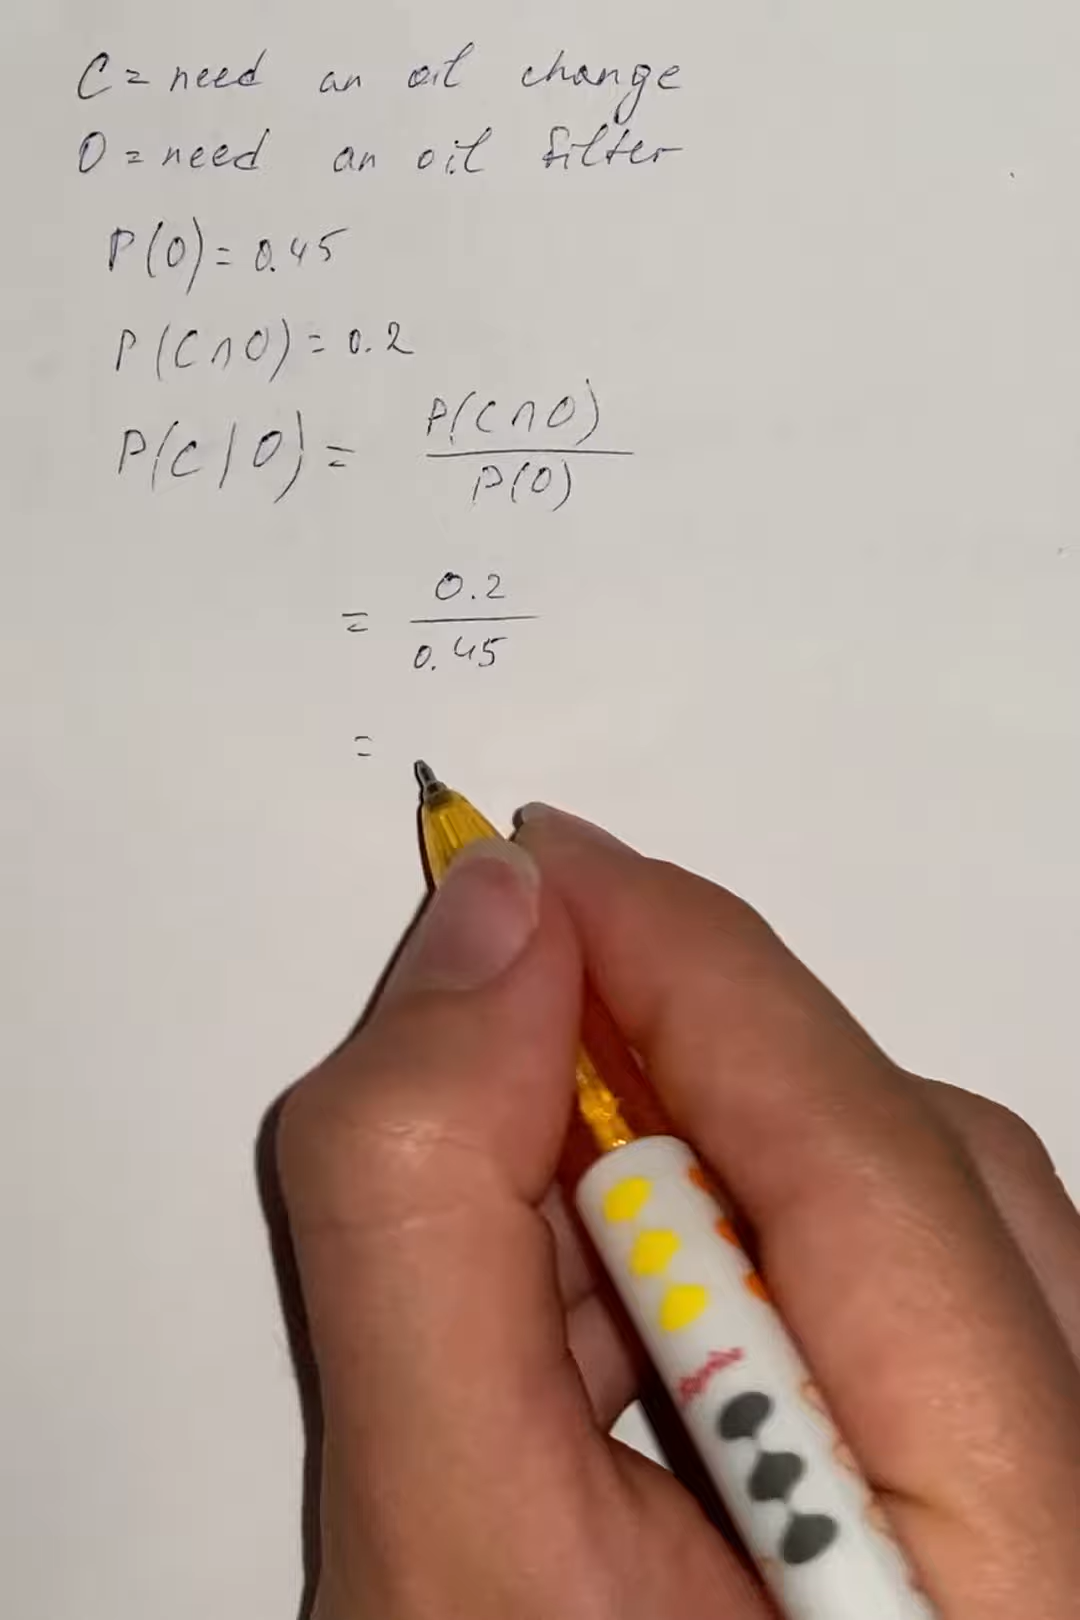 C = need an oil change
O = need an oil filter
P(O) = 0.45
P(C∩O) = 0.2
P(C|O) = P(C∩O) / P(O)
= 0.2 / 0.45
=